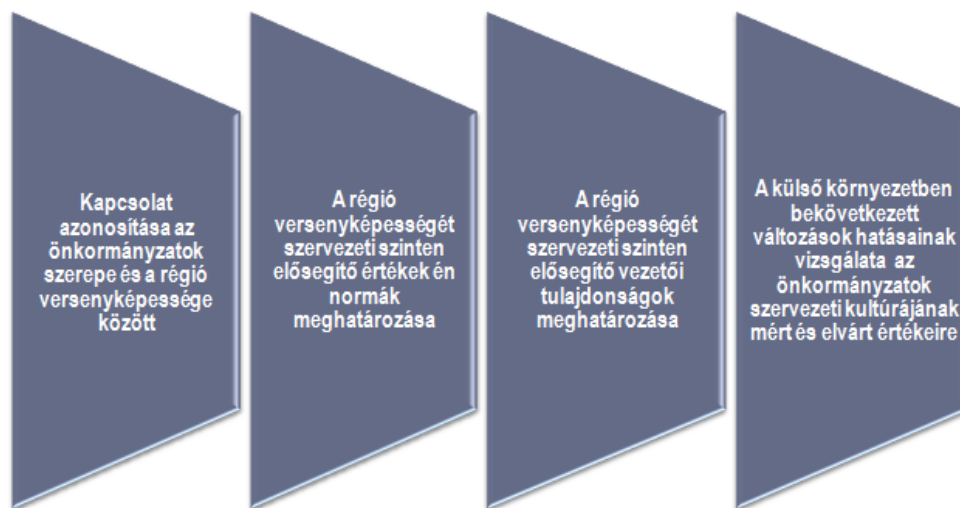 Kapcsolat
azonosítása az
önkormányzatok
szerepe és a régió
versenyképessége
között
A régió
versenyképességét
szervezeti szinten
elősegítő értékek én
normák
meghatározása
A régió
versenyképességét
szervezeti szinten
elősegítő vezetői
tulajdonságok
meghatározása
A külső környezetben
bekövetkezett
változások hatásainak
vizsgálata az
önkormányzatok
szervezeti kultúrájának
mért és elvárt értékeire